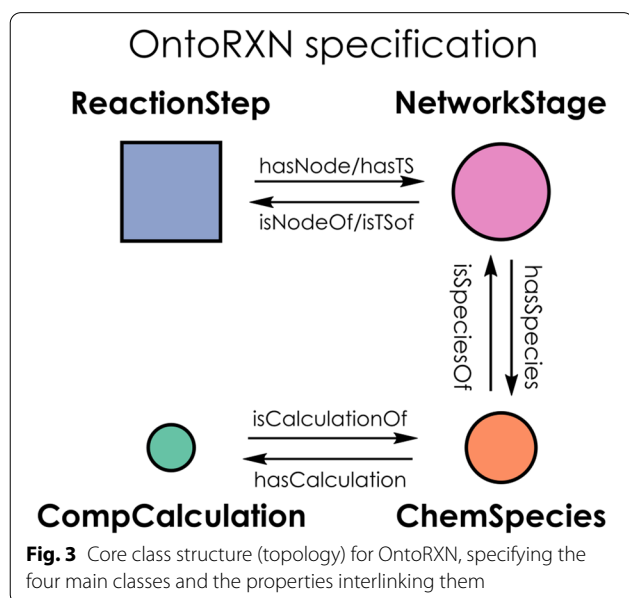 OntoRXN specification
ReactionStep
NetworkStage
hasNode/hasTS
isNodeOf/isTSof
isSpeciesOf
hasSpecies
isCalculationOf
hasCalculation
CompCalculation
ChemSpecies
Fig. 3 Core class structure (topology) for OntoRXN, specifying the
four main classes and the properties interlinking them